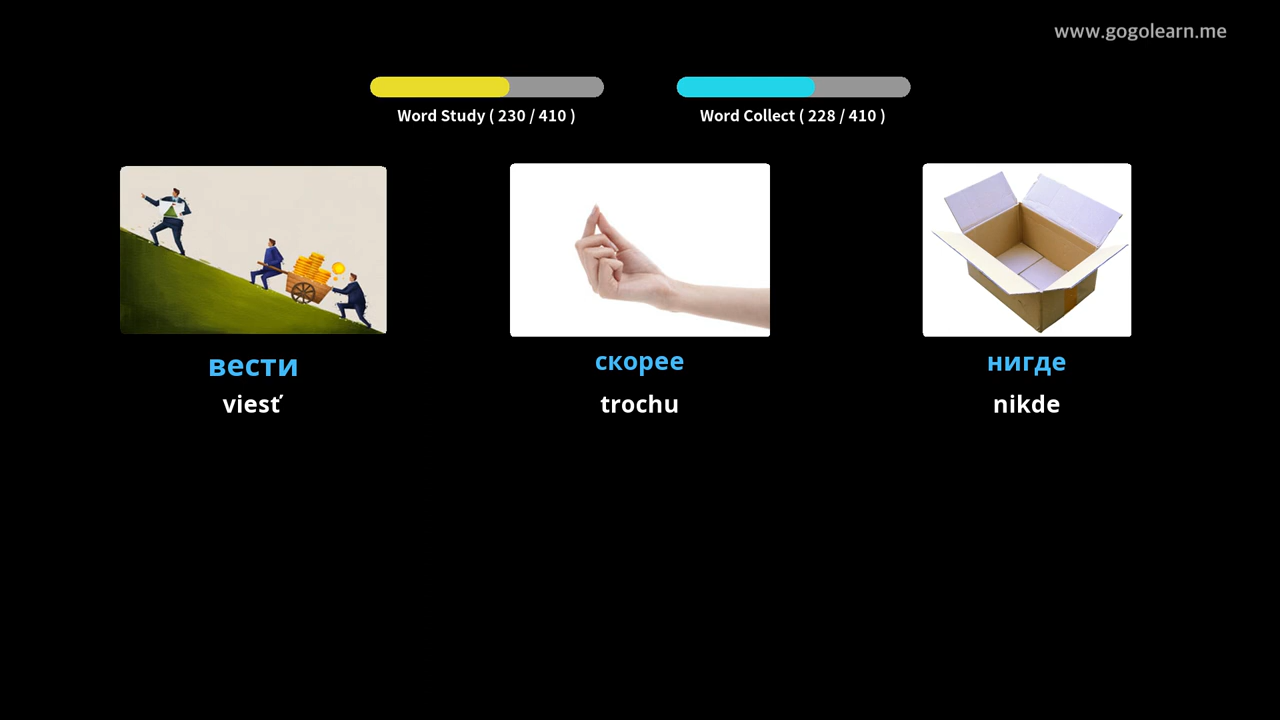 www.gogolearn.me
Word Study ( 230 / 410 )
Word Collect ( 228 / 410 )
вести
скорее
нигде
viesť
trochu
nikde